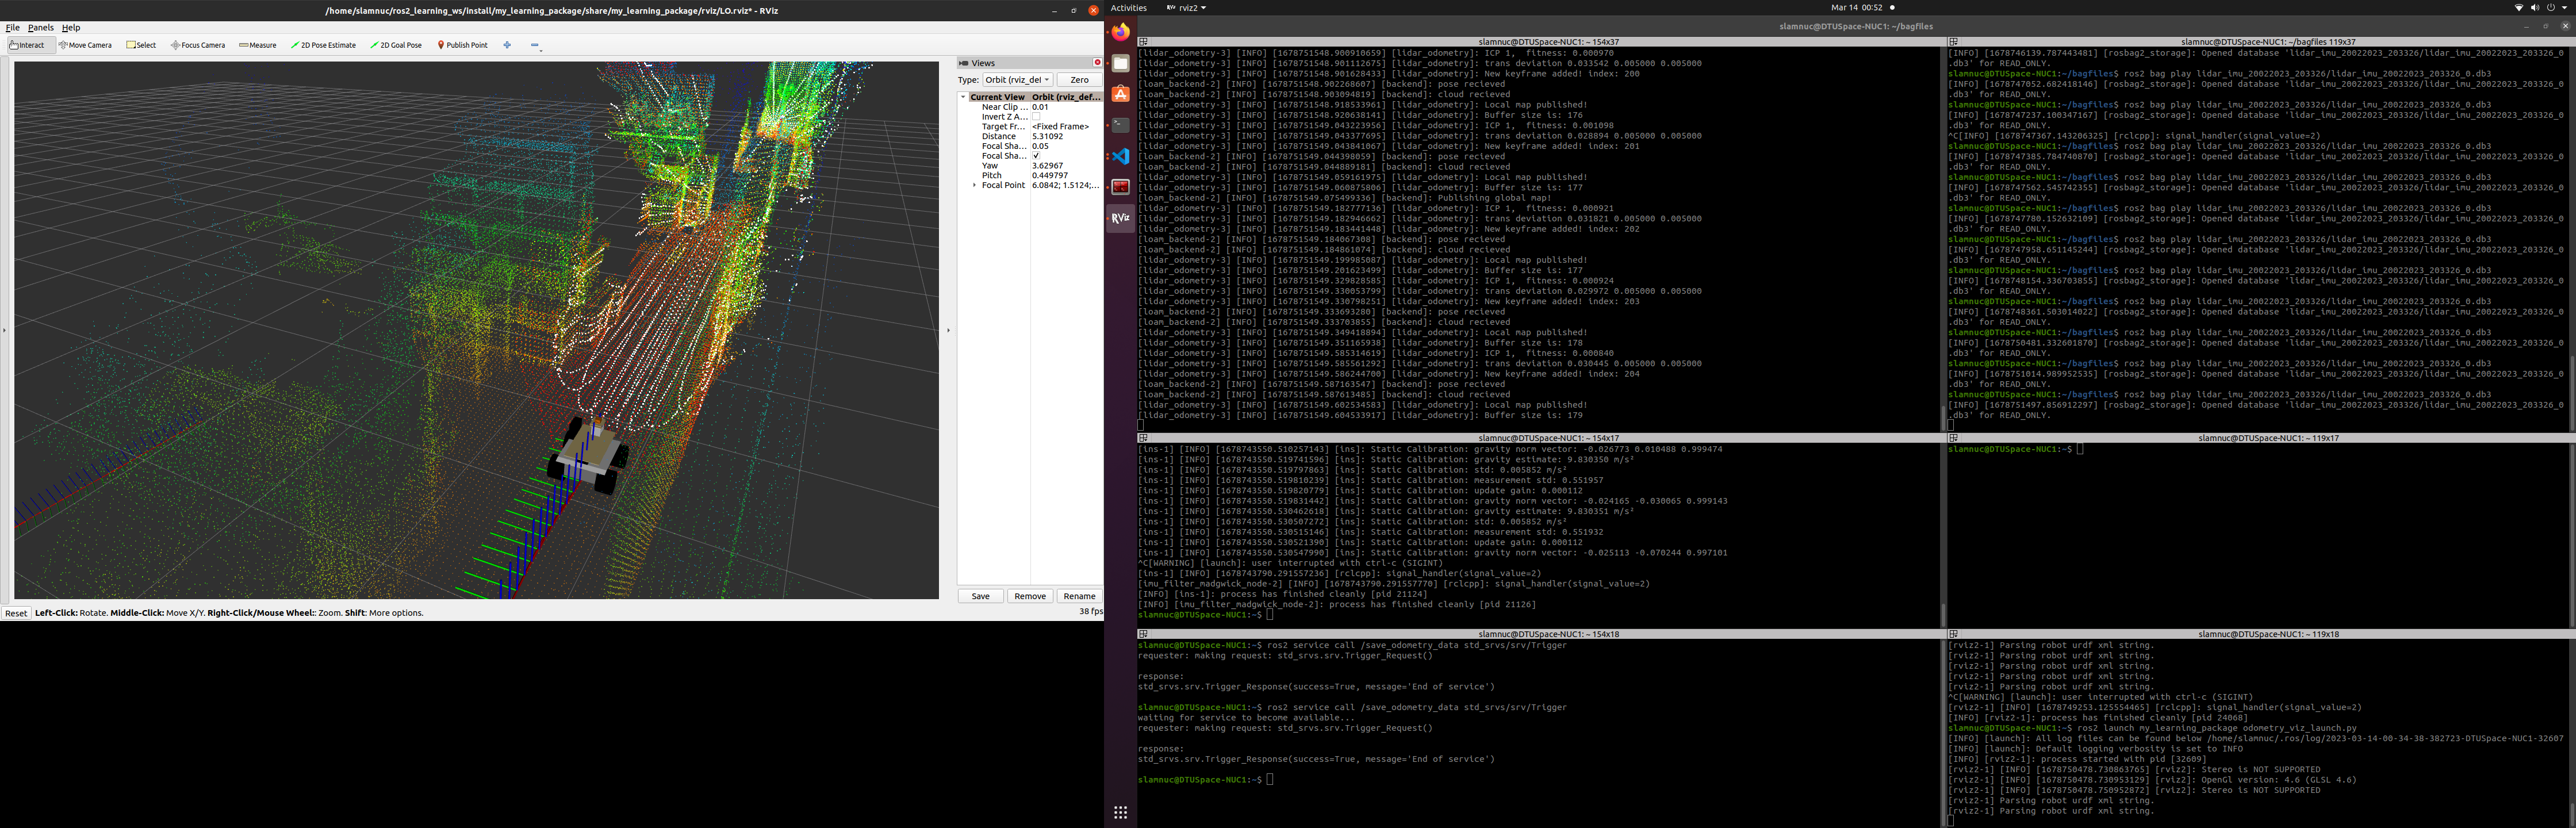 /home/slamnuc/ros2_learning_ws/install/my_learning_package/share/my_learning_package/rviz/LO.rviz* - RViz
File Panels Help
Interact Move Camera Select Focus Camera Measure 2D Pose Estimate 2D Goal Pose Publish Point
Views
Type: Orbit (rviz_def Zero
Current View Orbit (rviz_def...
Near Clip ... 0.01
Invert Z A...
Target Fr... <Fixed Frame>
Distance 5.31092
Focal Sha... 0.05
Focal Sha... ✓
Yaw 3.62967
Pitch 0.449797
Focal Point 6.0842; 1.5124;...
Save Remove Rename
Reset Left-Click: Rotate. Middle-Click: Move X/Y. Right-Click/Mouse Wheel:: Zoom. Shift: More options.
38 fps
Activities rviz2 Mar 14 00:52
slamnuc@DTUSpace-NUC1: ~/bagfiles
RViz
slamnuc@DTUSpace-NUC1: ~ 154x37
[lidar_odometry-3] [INFO] [1678751548.900910659] [lidar_odometry]: ICP 1, fitness: 0.000970
[lidar_odometry-3] [INFO] [1678751548.901112675] [lidar_odometry]: trans deviation 0.033542 0.005000 0.005000
[lidar_odometry-3] [INFO] [1678751548.901628433] [lidar_odometry]: New keyframe added! index: 200
[loam_backend-2] [INFO] [1678751548.902268607] [backend]: pose recieved
[loam_backend-2] [INFO] [1678751548.903094819] [backend]: cloud recieved
[lidar_odometry-3] [INFO] [1678751548.918533961] [lidar_odometry]: Local map published!
[lidar_odometry-3] [INFO] [1678751548.920638141] [lidar_odometry]: Buffer size is: 176
[lidar_odometry-3] [INFO] [1678751549.043223956] [lidar_odometry]: ICP 1, fitness: 0.001098
[lidar_odometry-3] [INFO] [1678751549.043377695] [lidar_odometry]: trans deviation 0.028894 0.005000 0.005000
[lidar_odometry-3] [INFO] [1678751549.043841067] [lidar_odometry]: New keyframe added! index: 201
[loam_backend-2] [INFO] [1678751549.044398059] [backend]: pose recieved
[loam_backend-2] [INFO] [1678751549.044889181] [backend]: cloud recieved
[lidar_odometry-3] [INFO] [1678751549.059161975] [lidar_odometry]: Local map published!
[lidar_odometry-3] [INFO] [1678751549.060875806] [lidar_odometry]: Buffer size is: 177
[loam_backend-2] [INFO] [1678751549.075499336] [backend]: Publishing global map!
[lidar_odometry-3] [INFO] [1678751549.182777136] [lidar_odometry]: ICP 1, fitness: 0.000921
[lidar_odometry-3] [INFO] [1678751549.182946662] [lidar_odometry]: trans deviation 0.031821 0.005000 0.005000
[lidar_odometry-3] [INFO] [1678751549.183441448] [lidar_odometry]: New keyframe added! index: 202
[loam_backend-2] [INFO] [1678751549.184067308] [backend]: pose recieved
[loam_backend-2] [INFO] [1678751549.184861074] [backend]: cloud recieved
[lidar_odometry-3] [INFO] [1678751549.199985087] [lidar_odometry]: Local map published!
[lidar_odometry-3] [INFO] [1678751549.201623499] [lidar_odometry]: Buffer size is: 177
[lidar_odometry-3] [INFO] [1678751549.329828585] [lidar_odometry]: ICP 1, fitness: 0.000924
[lidar_odometry-3] [INFO] [1678751549.330053799] [lidar_odometry]: trans deviation 0.029972 0.005000 0.005000
[lidar_odometry-3] [INFO] [1678751549.330798251] [lidar_odometry]: New keyframe added! index: 203
[loam_backend-2] [INFO] [1678751549.333693280] [backend]: pose recieved
[loam_backend-2] [INFO] [1678751549.333703855] [backend]: cloud recieved
[lidar_odometry-3] [INFO] [1678751549.349418894] [lidar_odometry]: Local map published!
[lidar_odometry-3] [INFO] [1678751549.351165938] [lidar_odometry]: Buffer size is: 178
[lidar_odometry-3] [INFO] [1678751549.585314619] [lidar_odometry]: ICP 1, fitness: 0.000840
[lidar_odometry-3] [INFO] [1678751549.585561292] [lidar_odometry]: trans deviation 0.030445 0.005000 0.005000
[lidar_odometry-3] [INFO] [1678751549.586244700] [lidar_odometry]: New keyframe added! index: 204
[loam_backend-2] [INFO] [1678751549.587163547] [backend]: pose recieved
[loam_backend-2] [INFO] [1678751549.587613485] [backend]: cloud recieved
[lidar_odometry-3] [INFO] [1678751549.602534583] [lidar_odometry]: Local map published!
[lidar_odometry-3] [INFO] [1678751549.604533917] [lidar_odometry]: Buffer size is: 179
slamnuc@DTUSpace-NUC1: ~/bagfiles 119x37
[INFO] [1678746139.787443481] [rosbag2_storage]: Opened database 'lidar_imu_20022023_203326/lidar_imu_20022023_203326_0
.db3' for READ_ONLY.
slamnuc@DTUSpace-NUC1:~/bagfiles$ ros2 bag play lidar_imu_20022023_203326/lidar_imu_20022023_203326_0.db3
[INFO] [1678747052.682418146] [rosbag2_storage]: Opened database 'lidar_imu_20022023_203326/lidar_imu_20022023_203326_0
.db3' for READ_ONLY.
slamnuc@DTUSpace-NUC1:~/bagfiles$ ros2 bag play lidar_imu_20022023_203326/lidar_imu_20022023_203326_0.db3
[INFO] [1678747237.100347167] [rosbag2_storage]: Opened database 'lidar_imu_20022023_203326/lidar_imu_20022023_203326_0
.db3' for READ_ONLY.
^C[INFO] [1678747367.143206325] [rclcpp]: signal_handler(signal_value=2)
slamnuc@DTUSpace-NUC1:~/bagfiles$ ros2 bag play lidar_imu_20022023_203326/lidar_imu_20022023_203326_0.db3
[INFO] [1678747385.784740870] [rosbag2_storage]: Opened database 'lidar_imu_20022023_203326/lidar_imu_20022023_203326_0
.db3' for READ_ONLY.
slamnuc@DTUSpace-NUC1:~/bagfiles$ ros2 bag play lidar_imu_20022023_203326/lidar_imu_20022023_203326_0.db3
[INFO] [1678747562.545742355] [rosbag2_storage]: Opened database 'lidar_imu_20022023_203326/lidar_imu_20022023_203326_0
.db3' for READ_ONLY.
slamnuc@DTUSpace-NUC1:~/bagfiles$ ros2 bag play lidar_imu_20022023_203326/lidar_imu_20022023_203326_0.db3
[INFO] [1678747780.152632109] [rosbag2_storage]: Opened database 'lidar_imu_20022023_203326/lidar_imu_20022023_203326_0
.db3' for READ_ONLY.
slamnuc@DTUSpace-NUC1:~/bagfiles$ ros2 bag play lidar_imu_20022023_203326/lidar_imu_20022023_203326_0.db3
[INFO] [1678747958.651145244] [rosbag2_storage]: Opened database 'lidar_imu_20022023_203326/lidar_imu_20022023_203326_0
.db3' for READ_ONLY.
slamnuc@DTUSpace-NUC1:~/bagfiles$ ros2 bag play lidar_imu_20022023_203326/lidar_imu_20022023_203326_0.db3
[INFO] [1678748154.336703855] [rosbag2_storage]: Opened database 'lidar_imu_20022023_203326/lidar_imu_20022023_203326_0
.db3' for READ_ONLY.
slamnuc@DTUSpace-NUC1:~/bagfiles$ ros2 bag play lidar_imu_20022023_203326/lidar_imu_20022023_203326_0.db3
[INFO] [1678748361.503014022] [rosbag2_storage]: Opened database 'lidar_imu_20022023_203326/lidar_imu_20022023_203326_0
.db3' for READ_ONLY.
slamnuc@DTUSpace-NUC1:~/bagfiles$ ros2 bag play lidar_imu_20022023_203326/lidar_imu_20022023_203326_0.db3
[INFO] [1678750481.332601870] [rosbag2_storage]: Opened database 'lidar_imu_20022023_203326/lidar_imu_20022023_203326_0
.db3' for READ_ONLY.
slamnuc@DTUSpace-NUC1:~/bagfiles$ ros2 bag play lidar_imu_20022023_203326/lidar_imu_20022023_203326_0.db3
[INFO] [1678751014.989952535] [rosbag2_storage]: Opened database 'lidar_imu_20022023_203326/lidar_imu_20022023_203326_0
.db3' for READ_ONLY.
slamnuc@DTUSpace-NUC1:~/bagfiles$ ros2 bag play lidar_imu_20022023_203326/lidar_imu_20022023_203326_0.db3
[INFO] [1678751497.856912297] [rosbag2_storage]: Opened database 'lidar_imu_20022023_203326/lidar_imu_20022023_203326_0
.db3' for READ_ONLY.
slamnuc@DTUSpace-NUC1: ~ 154x17
[ins-1] [INFO] [1678743550.510257143] [ins]: Static Calibration: gravity norm vector: -0.026773 0.010488 0.999474
[ins-1] [INFO] [1678743550.519741596] [ins]: Static Calibration: gravity estimate: 9.830350 m/s²
[ins-1] [INFO] [1678743550.519797863] [ins]: Static Calibration: std: 0.005852 m/s²
[ins-1] [INFO] [1678743550.519810239] [ins]: Static Calibration: measurement std: 0.551957
[ins-1] [INFO] [1678743550.519820779] [ins]: Static Calibration: update gain: 0.000112
[ins-1] [INFO] [1678743550.519831442] [ins]: Static Calibration: gravity norm vector: -0.024165 -0.030065 0.999143
[ins-1] [INFO] [1678743550.530462618] [ins]: Static Calibration: gravity estimate: 9.830351 m/s²
[ins-1] [INFO] [1678743550.530507272] [ins]: Static Calibration: std: 0.005852 m/s²
[ins-1] [INFO] [1678743550.530515146] [ins]: Static Calibration: measurement std: 0.551932
[ins-1] [INFO] [1678743550.530521390] [ins]: Static Calibration: update gain: 0.000112
[ins-1] [INFO] [1678743550.530547990] [ins]: Static Calibration: gravity norm vector: -0.025113 -0.070244 0.997101
^C[WARNING] [launch]: user interrupted with ctrl-c (SIGINT)
[ins-1] [INFO] [1678743790.291557236] [rclcpp]: signal_handler(signal_value=2)
[imu_filter_madgwick_node-2] [INFO] [1678743790.291557770] [rclcpp]: signal_handler(signal_value=2)
[INFO] [ins-1]: process has finished cleanly [pid 21124]
[INFO] [imu_filter_madgwick_node-2]: process has finished cleanly [pid 21126]
slamnuc@DTUSpace-NUC1:~$
slamnuc@DTUSpace-NUC1: ~ 119x17
slamnuc@DTUSpace-NUC1:~$
slamnuc@DTUSpace-NUC1: ~ 154x18
slamnuc@DTUSpace-NUC1:~$ ros2 service call /save_odometry_data std_srvs/srv/Trigger
requester: making request: std_srvs.srv.Trigger_Request()
response:
std_srvs.srv.Trigger_Response(success=True, message='End of service')
slamnuc@DTUSpace-NUC1:~$ ros2 service call /save_odometry_data std_srvs/srv/Trigger
waiting for service to become available...
requester: making request: std_srvs.srv.Trigger_Request()
response:
std_srvs.srv.Trigger_Response(success=True, message='End of service')
slamnuc@DTUSpace-NUC1:~$
slamnuc@DTUSpace-NUC1: ~ 119x18
[rviz2-1] Parsing robot urdf xml string.
[rviz2-1] Parsing robot urdf xml string.
[rviz2-1] Parsing robot urdf xml string.
[rviz2-1] Parsing robot urdf xml string.
[rviz2-1] Parsing robot urdf xml string.
^C[WARNING] [launch]: user interrupted with ctrl-c (SIGINT)
[rviz2-1] [INFO] [1678749253.125554465] [rclcpp]: signal_handler(signal_value=2)
[INFO] [rviz2-1]: process has finished cleanly [pid 24068]
slamnuc@DTUSpace-NUC1:~$ ros2 launch my_learning_package odometry_viz_launch.py
[INFO] [launch]: All log files can be found below /home/slamnuc/.ros/log/2023-03-14-00-34-38-382723-DTUSpace-NUC1-32607
[INFO] [launch]: Default logging verbosity is set to INFO
[INFO] [rviz2-1]: process started with pid [32609]
[rviz2-1] [INFO] [1678750478.730863765] [rviz2]: Stereo is NOT SUPPORTED
[rviz2-1] [INFO] [1678750478.730953129] [rviz2]: OpenGl version: 4.6 (GLSL 4.6)
[rviz2-1] [INFO] [1678750478.750952872] [rviz2]: Stereo is NOT SUPPORTED
[rviz2-1] Parsing robot urdf xml string.
[rviz2-1] Parsing robot urdf xml string.